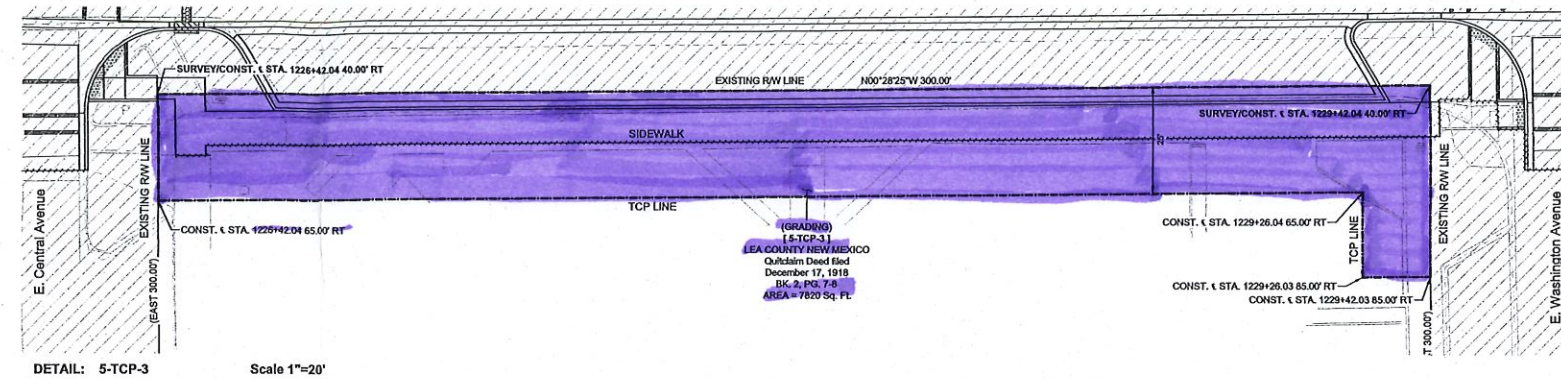 SURVEY/CONST. ℄ STA. 1226+42.04 40.00' RT
EXISTING R/W LINE
N00°28'25"W 300.00'
SURVEY/CONST. ℄ STA. 1229+42.04 40.00' RT
SIDEWALK
25'
EXISTING R/W LINE
E. Central Avenue
CONST. ℄ STA. 1226+42.04 65.00' RT
TCP LINE
(EAST 300.00')
(GRADING)
[ 5-TCP-3 ]
LEA COUNTY NEW MEXICO
Quitclaim Deed filed
December 17, 1918
BK. 2, PG. 7-8
AREA = 7820 Sq. Ft.
CONST. ℄ STA. 1229+26.04 65.00' RT
TCP LINE
EXISTING R/W LINE
E. Washington Avenue
CONST. ℄ STA. 1229+26.03 85.00' RT
CONST. ℄ STA. 1229+42.03 85.00' RT
T 300.00')
DETAIL: 5-TCP-3
Scale 1"=20'